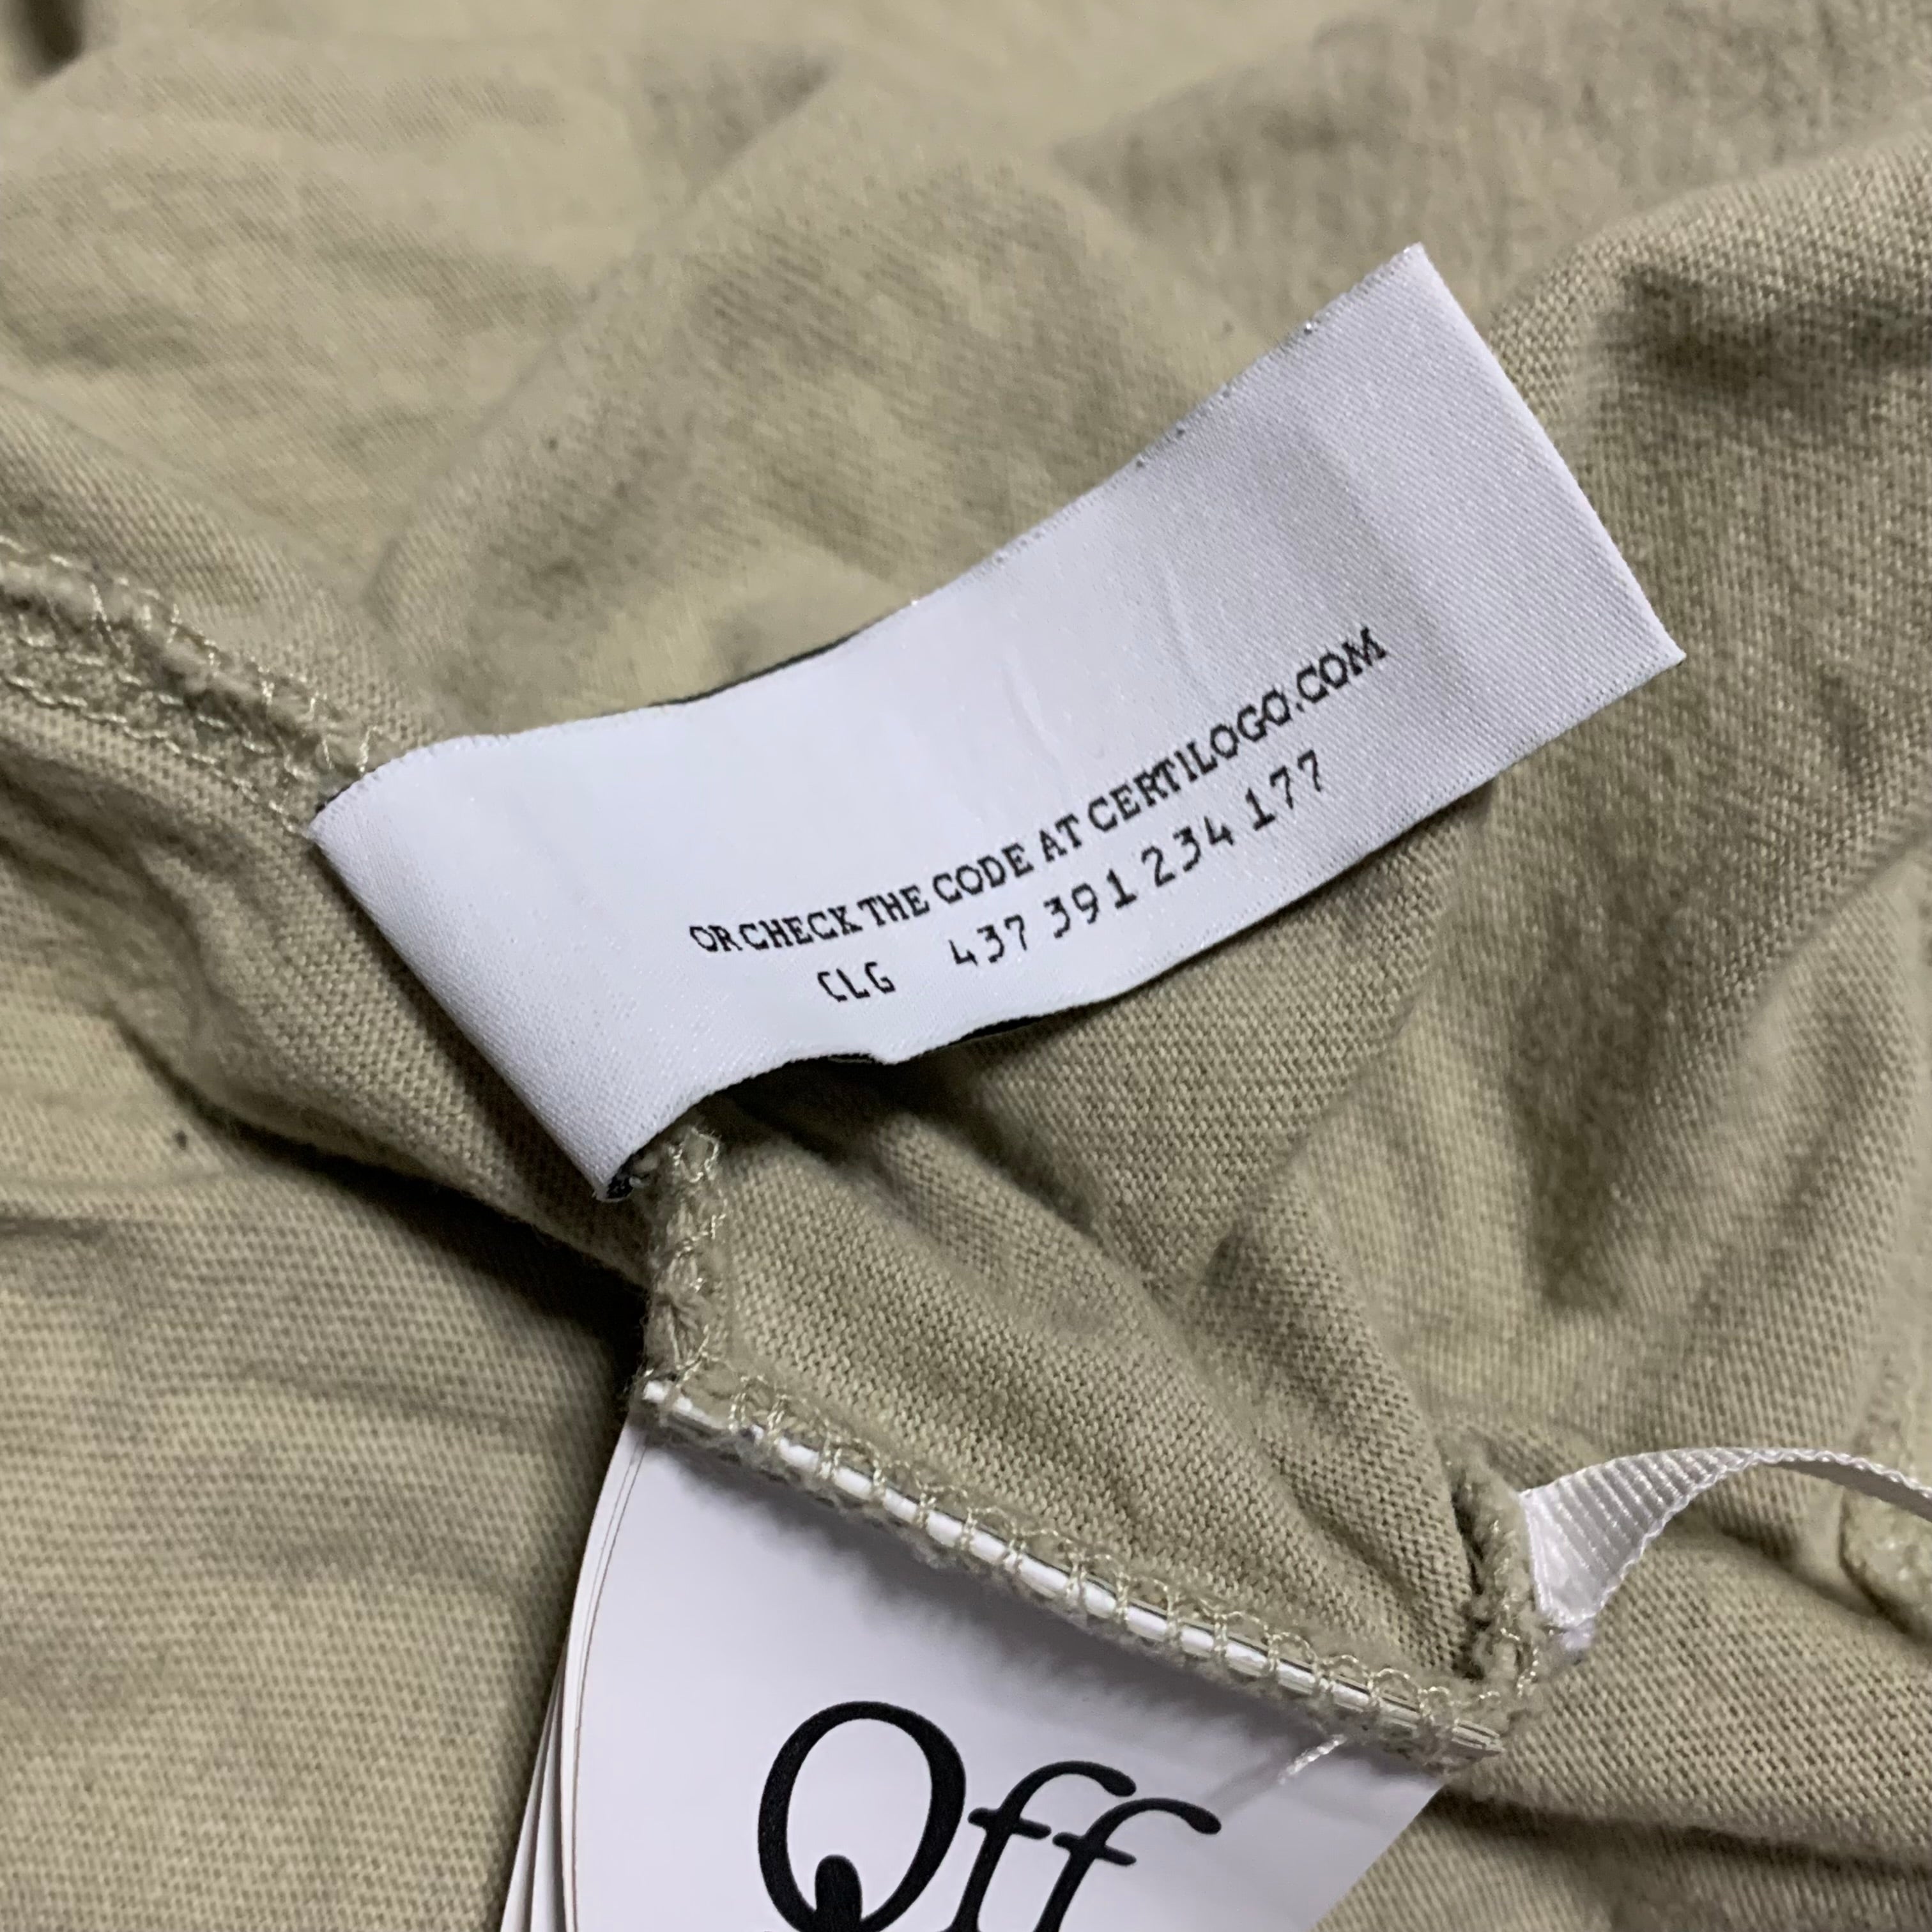 OR CHECK THE CODE AT CERTILOGO.COM
CLG 437 391 234 177
Off